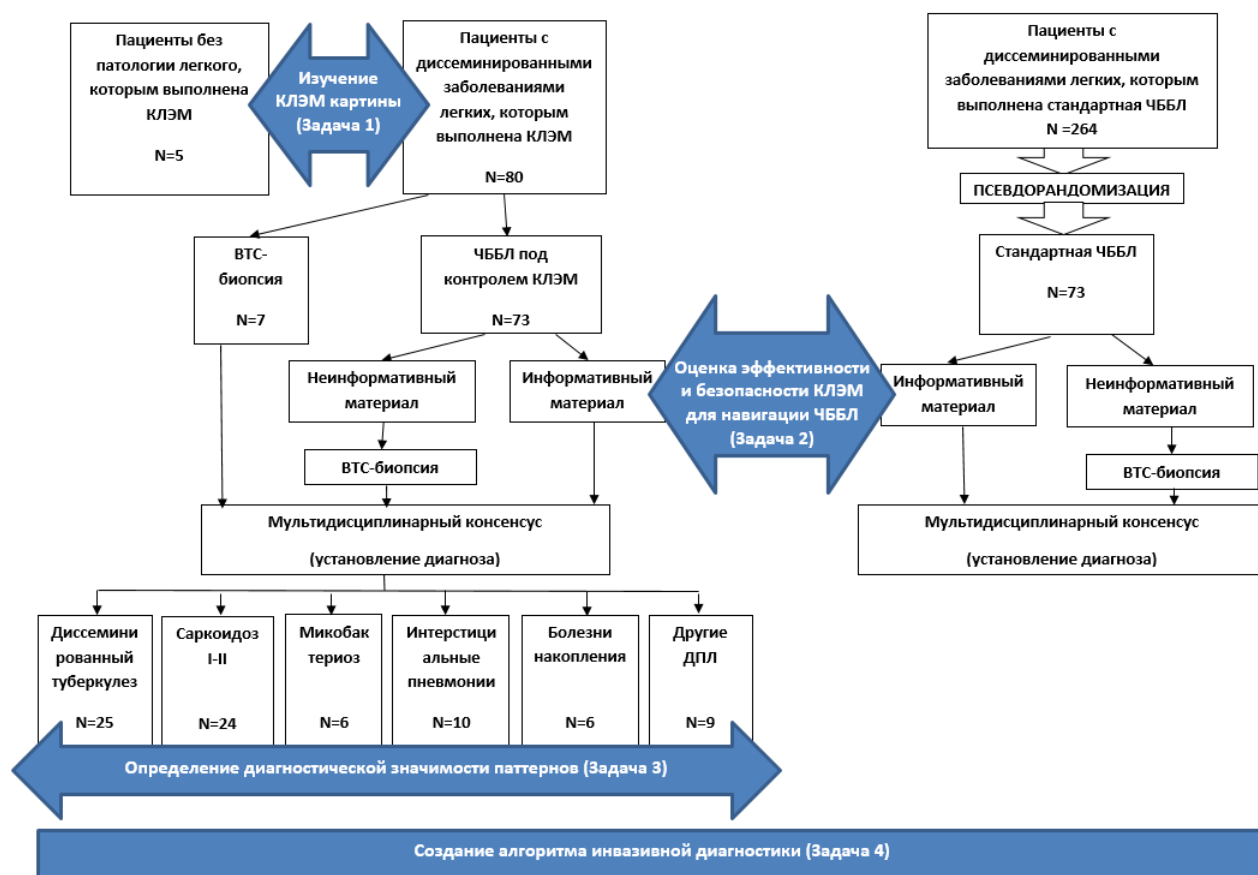 Пациенты без
патологии легкого,
которым выполнена
КЛЭМ
N=5
Изучение
КЛЭМ картины
(Задача 1)
Пациенты с
диссеминированными
заболеваниями
легких, которым
выполнена КЛЭМ
N=80
Пациенты с
диссеминированными
заболеваниями легких, которым
выполнена стандартная ЧББЛ
N =264
ПСЕВДОРАНДОМИЗАЦИЯ
ВТС-
биопсия
N=7
ЧББЛ под
контролем КЛЭМ
N=73
Стандартная ЧББЛ
N=73
Неинформативный
материал
Информативный
материал
Оценка эффективности
и безопасности КЛЭМ
для навигации ЧББЛ
(Задача 2)
Информативный
материал
Неинформативный
материал
ВТС-биопсия
ВТС-биопсия
Мультидисциплинарный консенсус
(установление диагноза)
Мультидисциплинарный консенсус
(установление диагноза)
Диссемини
рованный
туберкулез
N=25
Саркоидоз
I-II
N=24
Микобак
териоз
N=6
Интерстици
альные
пневмонии
N=10
Болезни
накопления
N=6
Другие
ДПЛ
N=9
Определение диагностической значимости паттернов (Задача 3)
Создание алгоритма инвазивной диагностики (Задача 4)